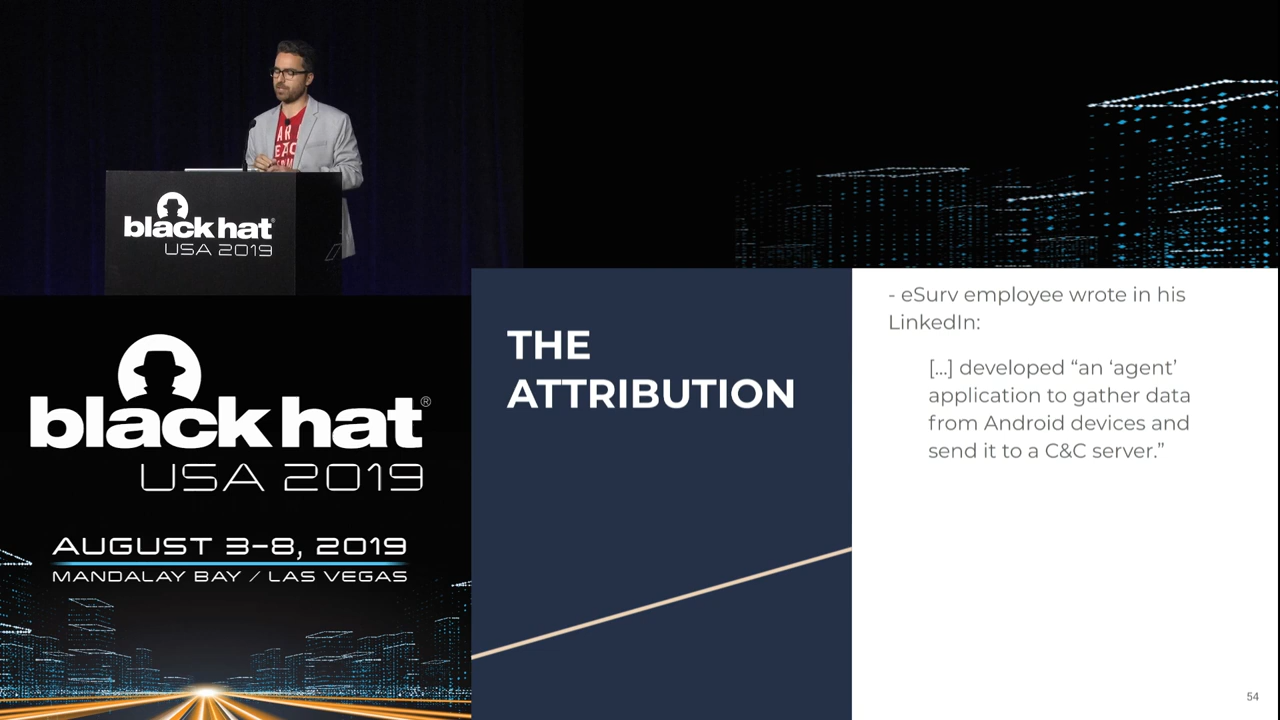 AR
EAC
black hat®
USA 2019
black hat®
USA 2019
AUGUST 3-8, 2019
MANDALAY BAY / LAS VEGAS
THE
ATTRIBUTION
- eSurv employee wrote in his
LinkedIn:
[...] developed “an ‘agent’
application to gather data
from Android devices and
send it to a C&C server.”
54